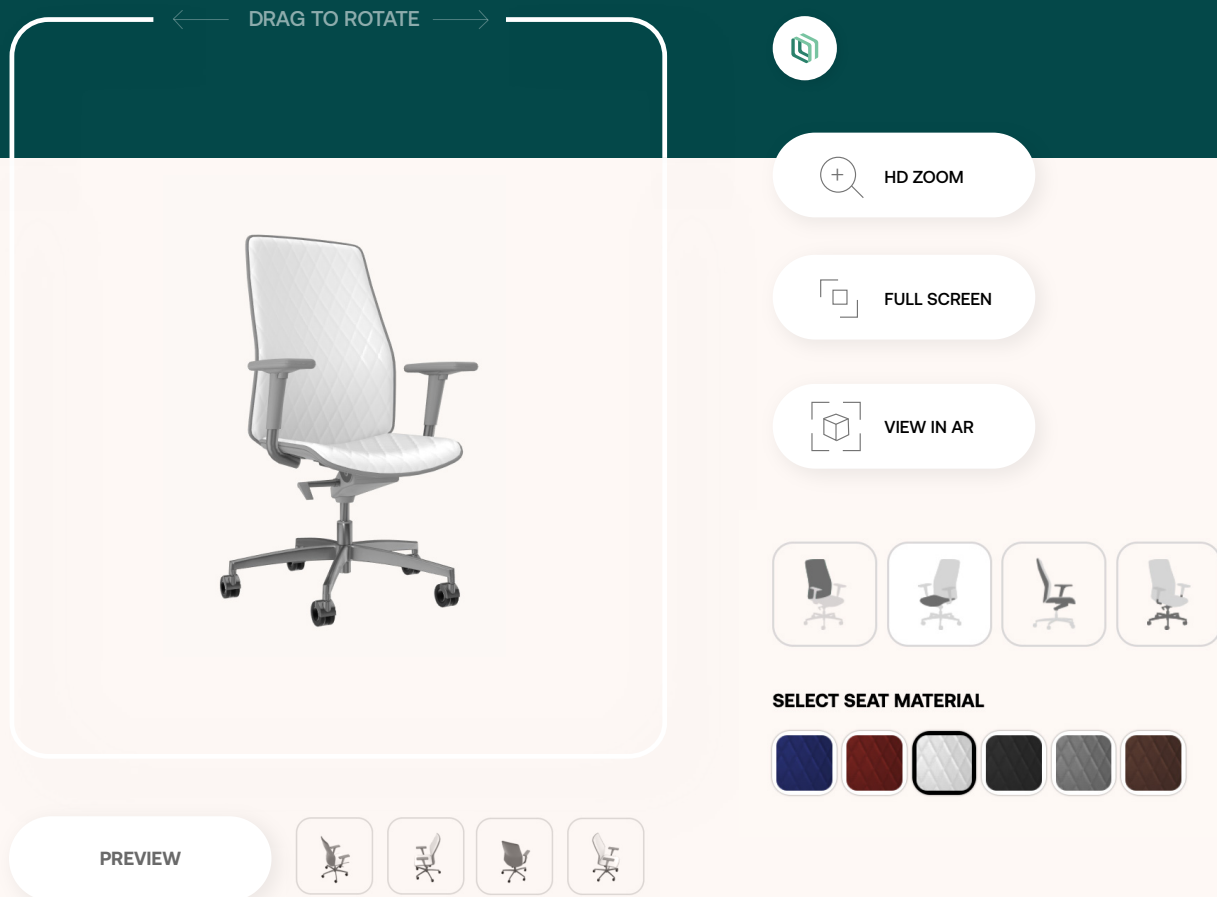 DRAG TO ROTATE
HD ZOOM
FULL SCREEN
VIEW IN AR
SELECT SEAT MATERIAL
PREVIEW